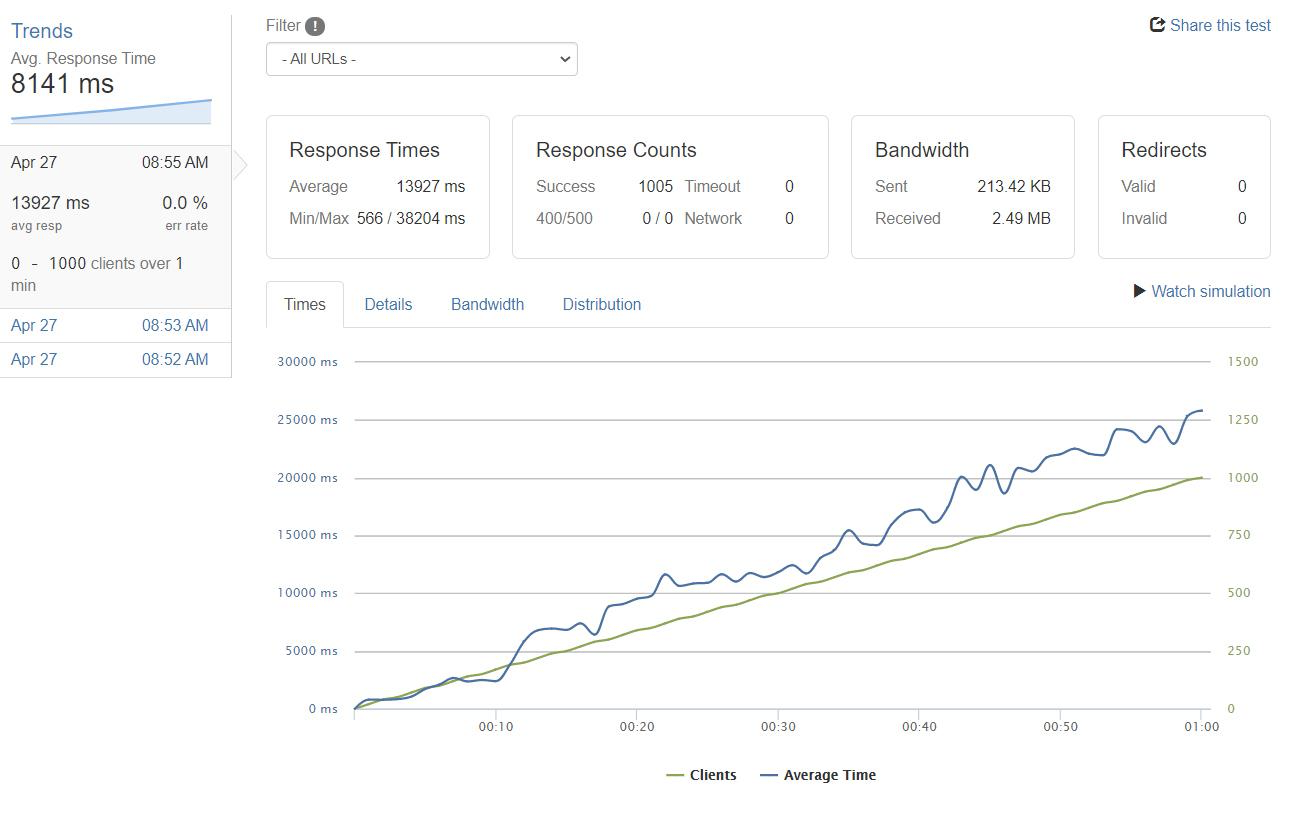 Trends
Avg. Response Time
8141 ms
Apr 27 08:55 AM
13927 ms 0.0 %
avg resp err rate
0 - 1000 clients over 1
min
Apr 27 08:53 AM
Apr 27 08:52 AM
Filter !
- All URLs -
Share this test
Response Times
Average 13927 ms
Min/Max 566 / 38204 ms
Response Counts
Success 1005 Timeout 0
400/500 0 / 0 Network 0
Bandwidth
Sent 213.42 KB
Received 2.49 MB
Redirects
Valid 0
Invalid 0
Times Details Bandwidth Distribution
Watch simulation
30000 ms 1500
25000 ms 1250
20000 ms 1000
15000 ms 750
10000 ms 500
5000 ms 250
0 ms 0
00:10 00:20 00:30 00:40 00:50 01:00
Clients Average Time